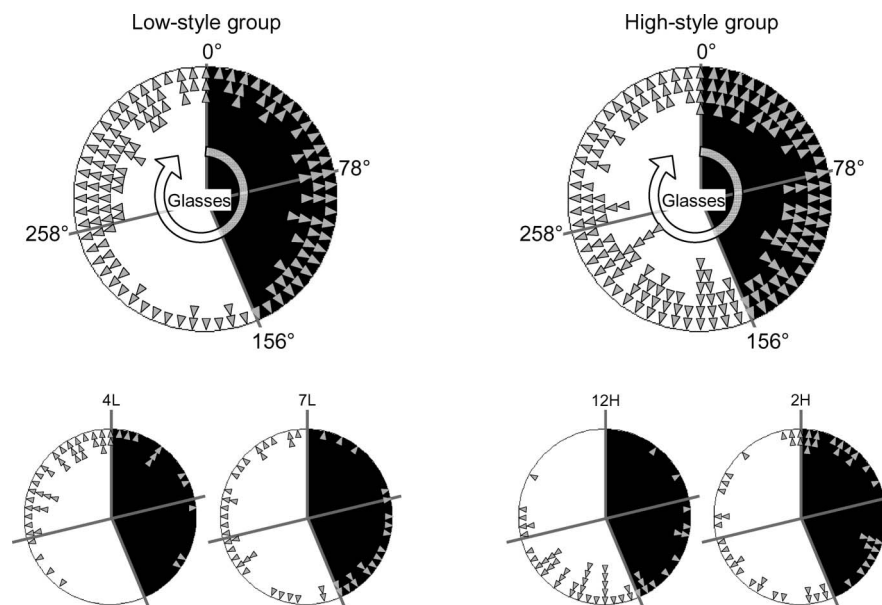 Low-style group
High-style group
0°
0°
78°
78°
Glasses
Glasses
258°
258°
156°
156°
4L
7L
12H
2H